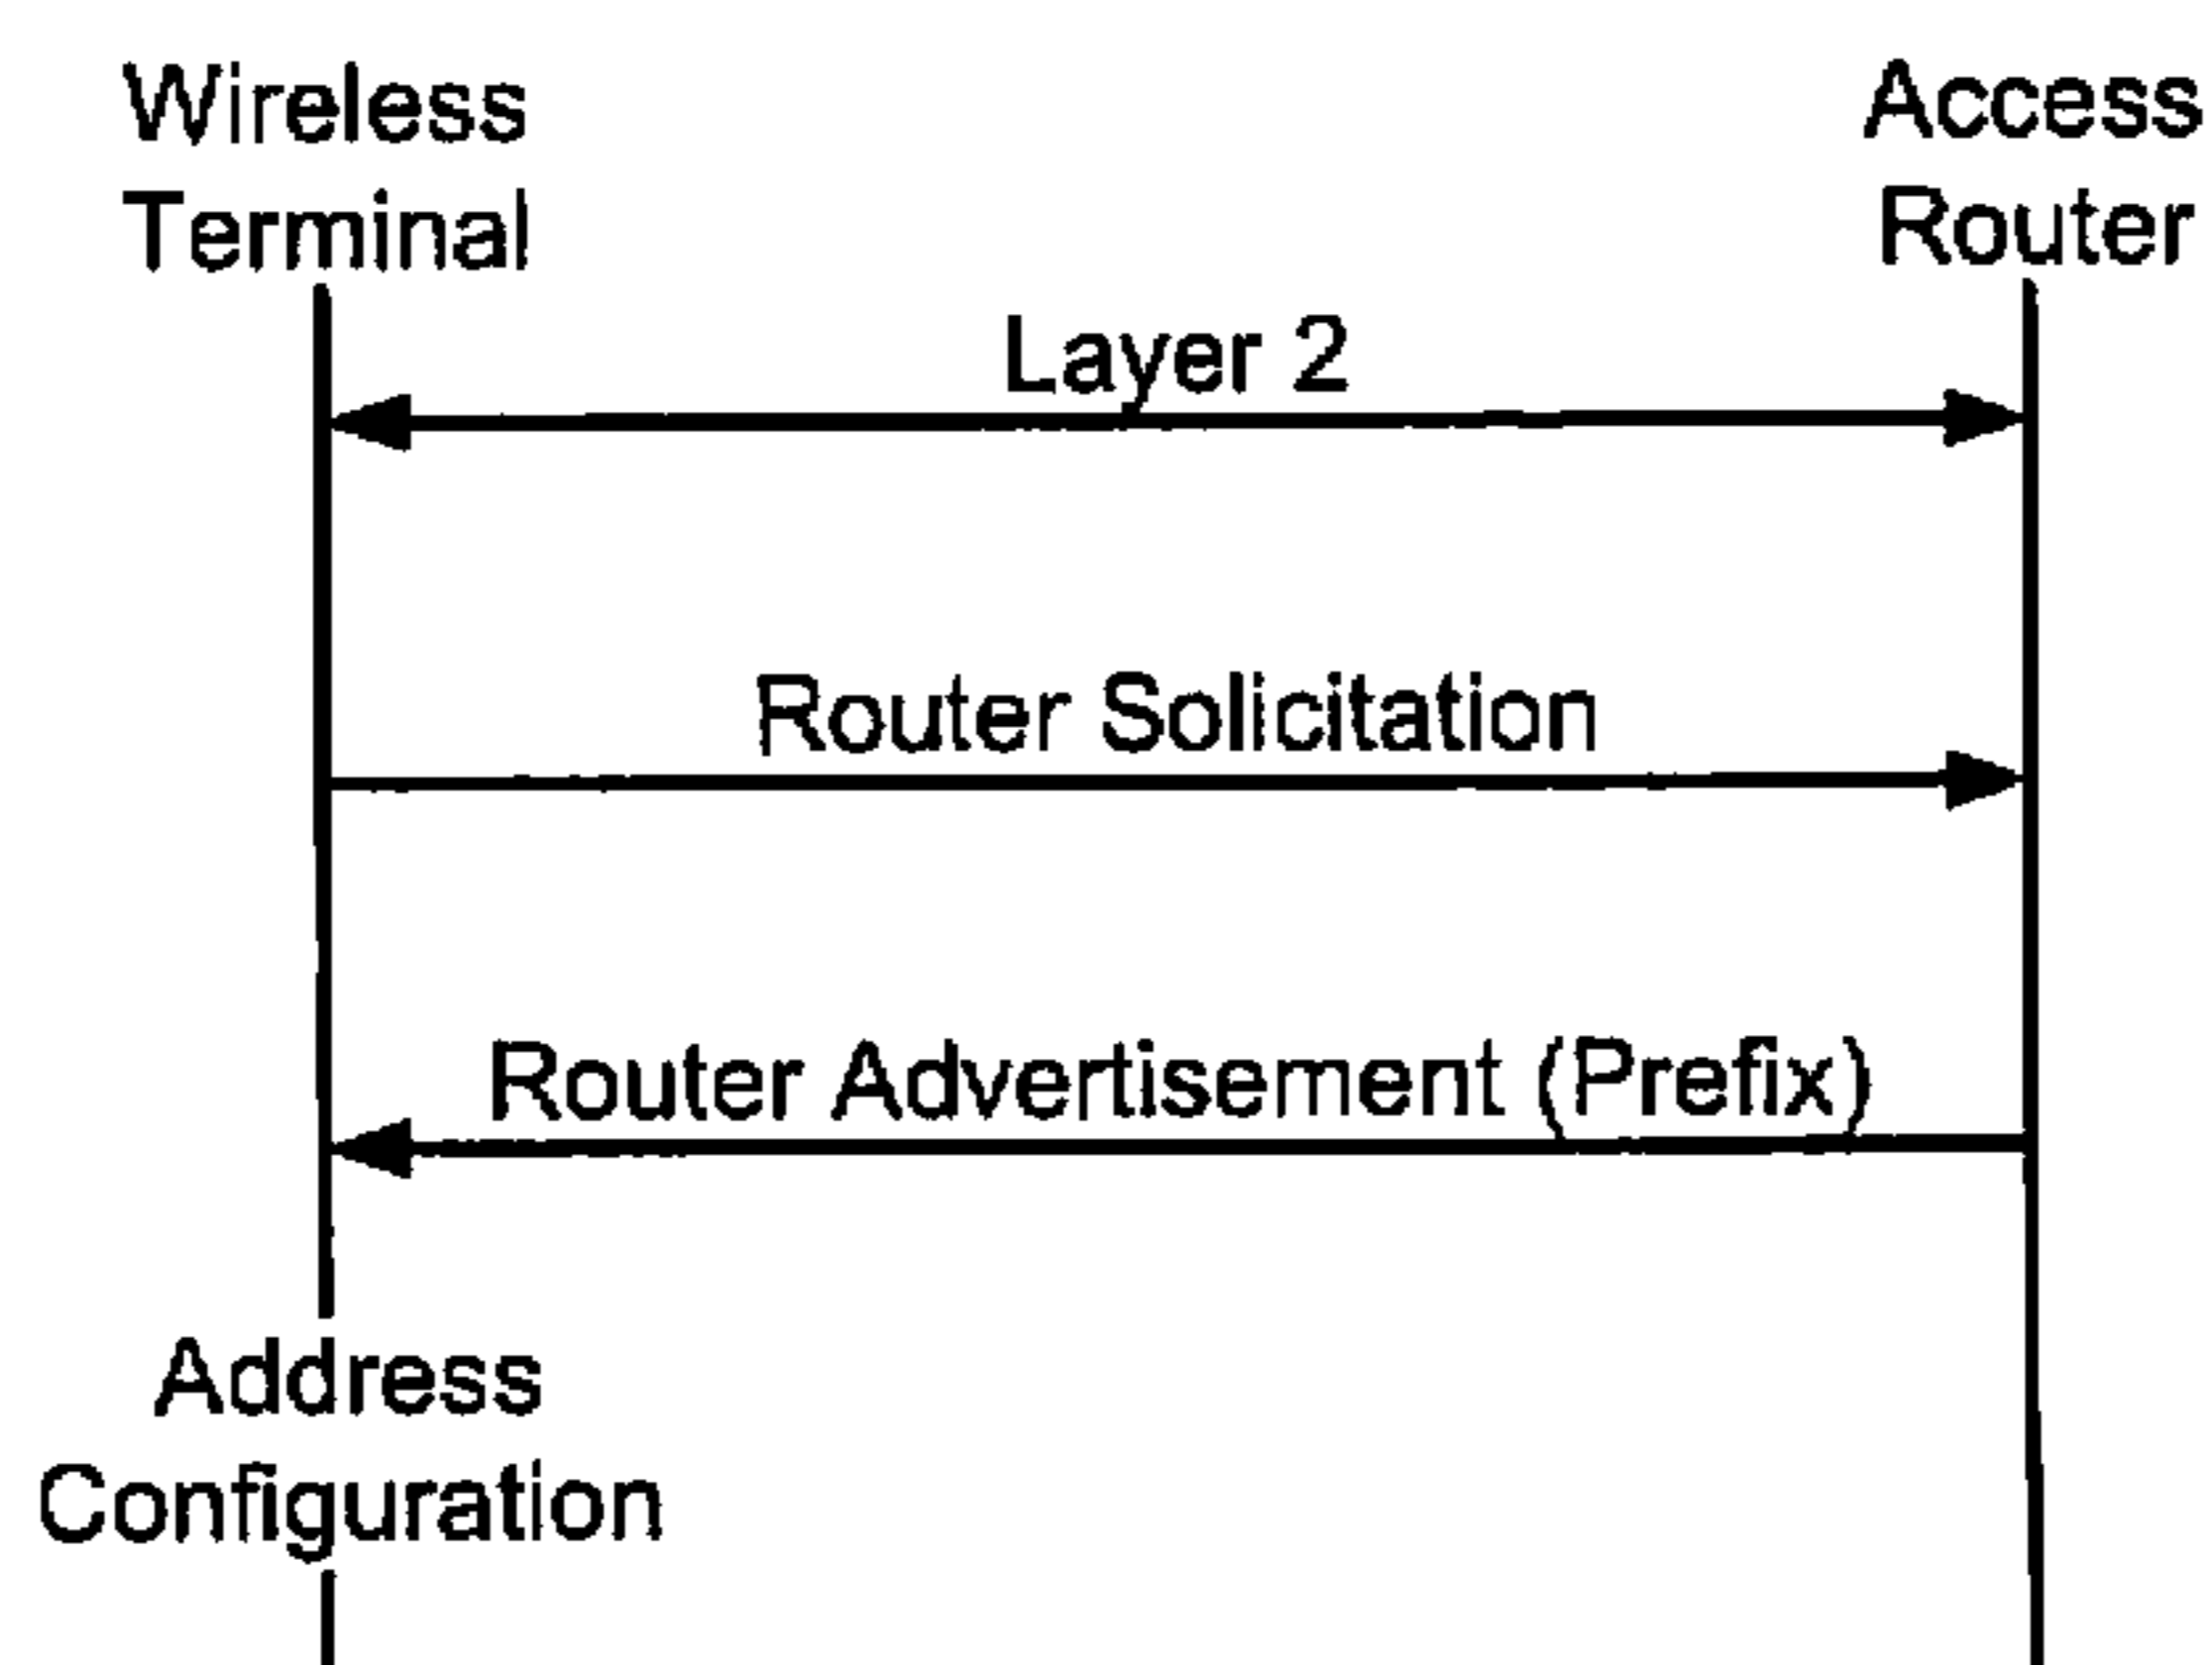 Wireless
Terminal
Access
Router
Layer 2
Router Solicitation
Router Advertisement (Prefix)
Address
Configuration